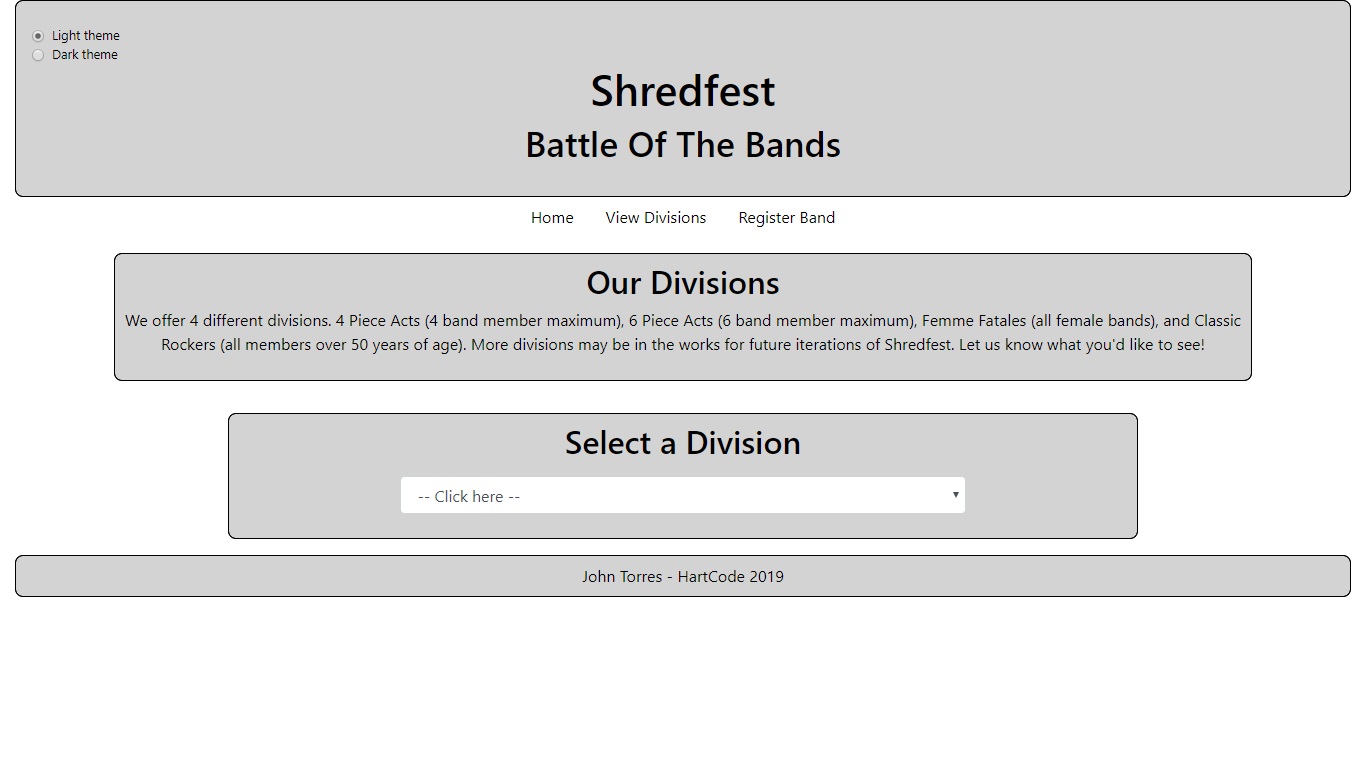 Light theme
Dark theme
Shredfest
Battle Of The Bands
Home View Divisions Register Band
Our Divisions
We offer 4 different divisions. 4 Piece Acts (4 band member maximum), 6 Piece Acts (6 band member maximum), Femme Fatales (all female bands), and Classic
Rockers (all members over 50 years of age). More divisions may be in the works for future iterations of Shredfest. Let us know what you'd like to see!
Select a Division
-- Click here --
John Torres - HartCode 2019